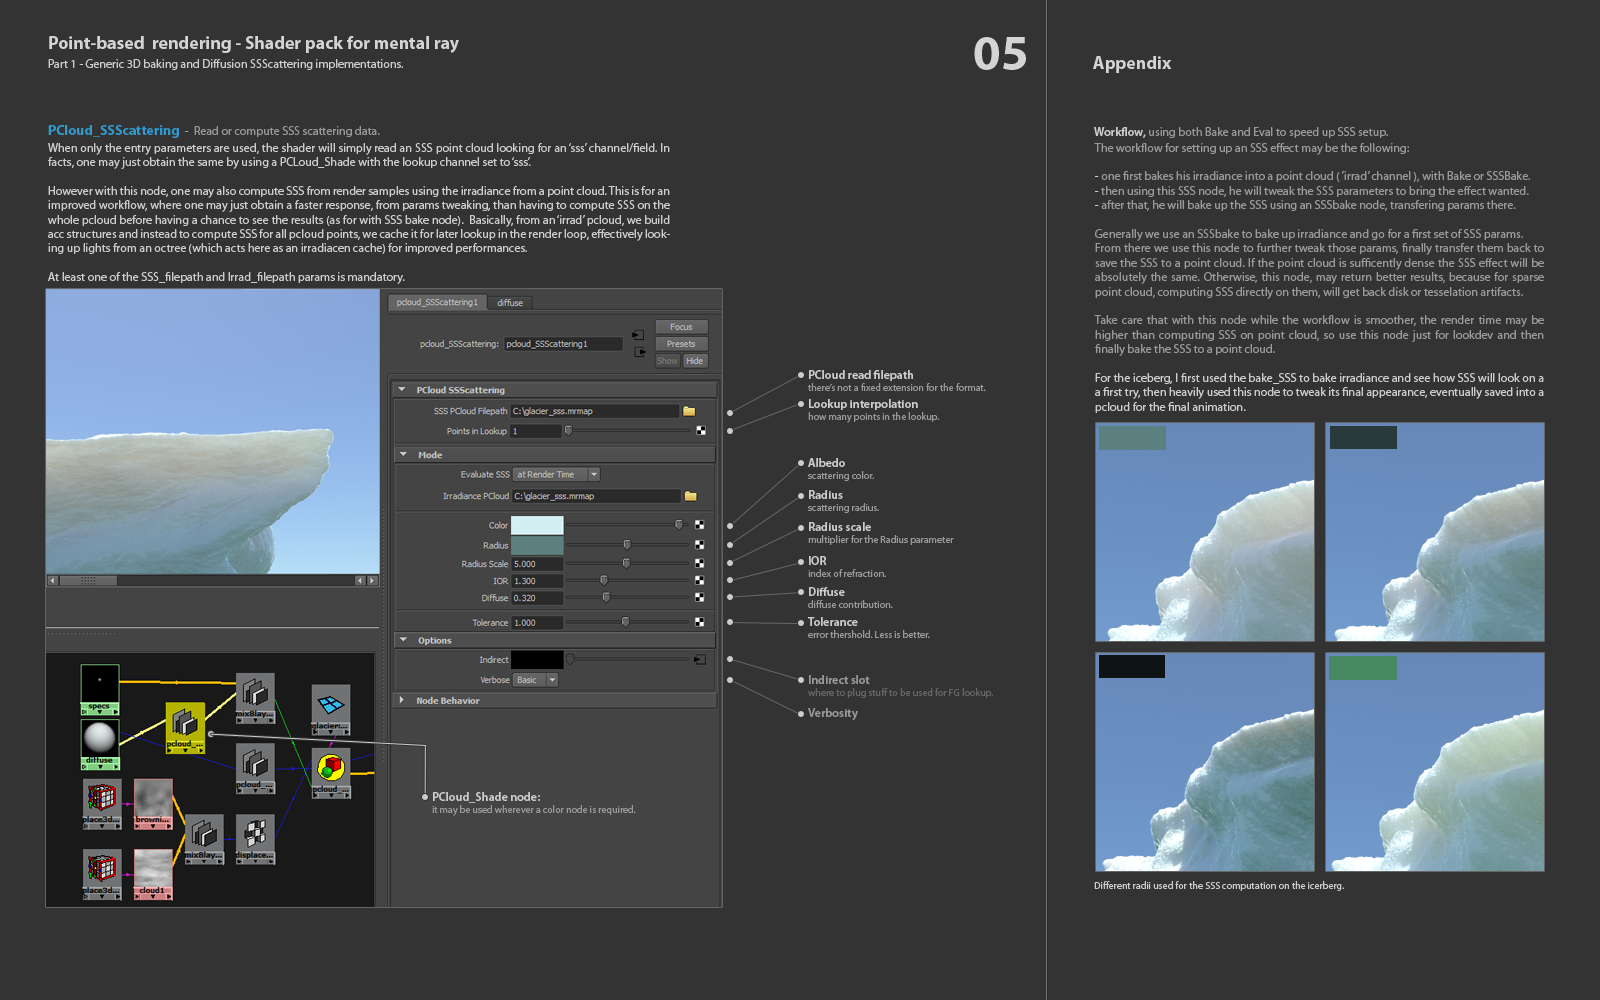 Point-based rendering - Shader pack for mental ray
Part 1 - Generic 3D baking and Diffusion SSScattering implementations.
05
PCloud_SSScattering - Read or compute SSS scattering data.
When only the entry parameters are used, the shader will simply read an SSS point cloud looking for an 'sss' channel/field. In
facts, one may just obtain the same by using a PCLoud_Shade with the lookup channel set to 'sss'.
However with this node, one may also compute SSS from render samples using the irradiance from a point cloud. This is for an
improved workflow, where one may just obtain a faster response, from params tweaking, than having to compute SSS on the
whole pcloud before having a chance to see the results (as for with SSS bake node). Basically, from an 'irrad' pcloud, we build
acc structures and instead to compute SSS for all pcloud points, we cache it for later lookup in the render loop, effectively look-
ing up lights from an octree (which acts here as an irradiacen cache) for improved performances.
At least one of the SSS_filepath and Irrad_filepath params is mandatory.
pcloud_SSScattering1
diffuse
pcloud_SSScattering:
pcloud_SSScattering1
Focus
Presets
Show
Hide
PCloud SSScattering
SSS PCloud Filepath
C:\glacier_sss.mrmap
Points in Lookup
1
Mode
Evaluate SSS
at Render Time
Irradiance PCloud
C:\glacier_sss.mrmap
Color
Radius
Radius Scale
5.000
IOR
1.300
Diffuse
0.320
Tolerance
1.000
Options
Indirect
Verbose
Basic
Node Behavior
PCloud read filepath
there's not a fixed extension for the format.
Lookup interpolation
how many points in the lookup.
Albedo
scattering color.
Radius
scattering radius.
Radius scale
multiplier for the Radius parameter
IOR
index of refraction.
Diffuse
diffuse contribution.
Tolerance
error thershold. Less is better.
Indirect slot
where to plug stuff to be used for FG lookup.
Verbosity
specs
diffuse
pcloud_...
mix8lay...
glacier:...
pcloud_...
pcloud_...
place3d...
browni...
mix8lay...
displace...
place3d...
cloud1
PCloud_Shade node:
it may be used wherever a color node is required.
Appendix
Workflow, using both Bake and Eval to speed up SSS setup.
The workflow for setting up an SSS effect may be the following:
- one first bakes his irradiance into a point cloud ( 'irrad' channel ), with Bake or SSSBake.
- then using this SSS node, he will tweak the SSS parameters to bring the effect wanted.
- after that, he will bake up the SSS using an SSSbake node, transfering params there.
Generally we use an SSSbake to bake up irradiance and go for a first set of SSS params.
From there we use this node to further tweak those params, finally transfer them back to
save the SSS to a point cloud. If the point cloud is sufficently dense the SSS effect will be
absolutely the same. Otherwise, this node, may return better results, because for sparse
point cloud, computing SSS directly on them, will get back disk or tesselation artifacts.
Take care that with this node while the workflow is smoother, the render time may be
higher than computing SSS on point cloud, so use this node just for lookdev and then
finally bake the SSS to a point cloud.
For the iceberg, I first used the bake_SSS to bake irradiance and see how SSS will look on a
a first try, then heavily used this node to tweak its final appearance, eventually saved into a
pcloud for the final animation.
Different radii used for the SSS computation on the icerberg.